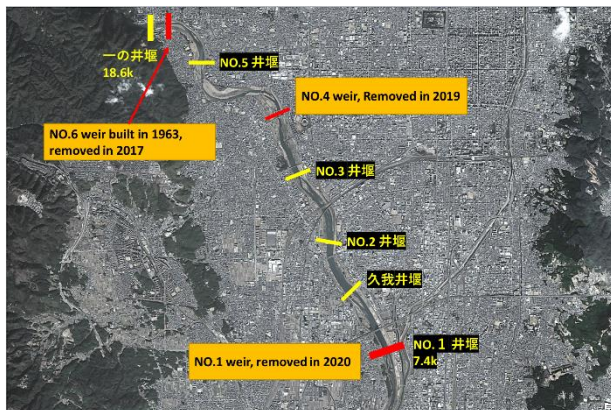 一の井堰
18.6k
NO.5 井堰
NO.4 weir, Removed in 2019
NO.6 weir built in 1963,
removed in 2017
NO.3 井堰
NO.2 井堰
久我井堰
NO.１ 井堰
7.4k
NO.1 weir, removed in 2020